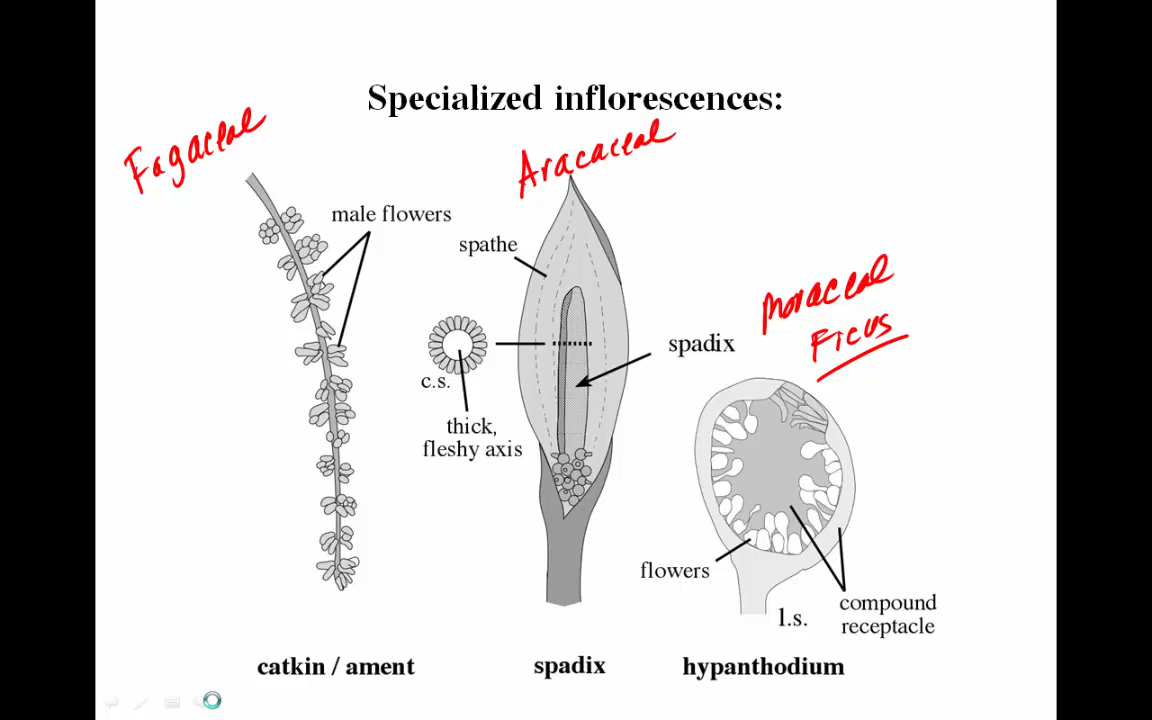 Specialized inflorescences:
Fagaceae
Aracaceae
male flowers
spathe
Moraceae
Ficus
spadix
c.s.
thick,
fleshy axis
flowers
compound
receptacle
l.s.
catkin / ament
spadix
hypanthodium